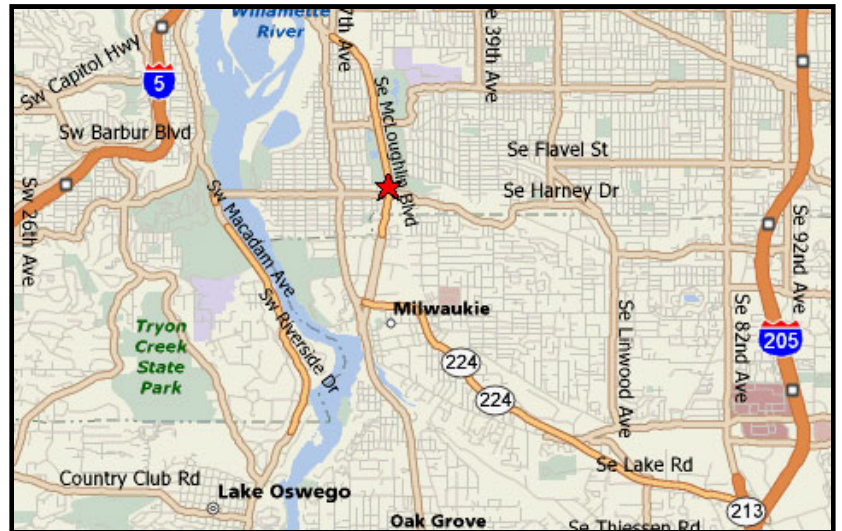 Willamette
River
7th Ave
Se 39th Ave
Sw Capitol Hwy
5
Se McLoughlin Blvd
Sw Barbur Blvd
Se Flavel St
Sw 26th Ave
Se Harney Dr
Sw Macadam Ave
Se 92nd Ave
Sw Riverside Dr
Milwaukie
Se Linwood Ave
Se 82nd Ave
205
Tryon
Creek
State
Park
224
224
Country Club Rd
Lake Oswego
Se Lake Rd
213
Oak Grove
Se Thiessen Rd